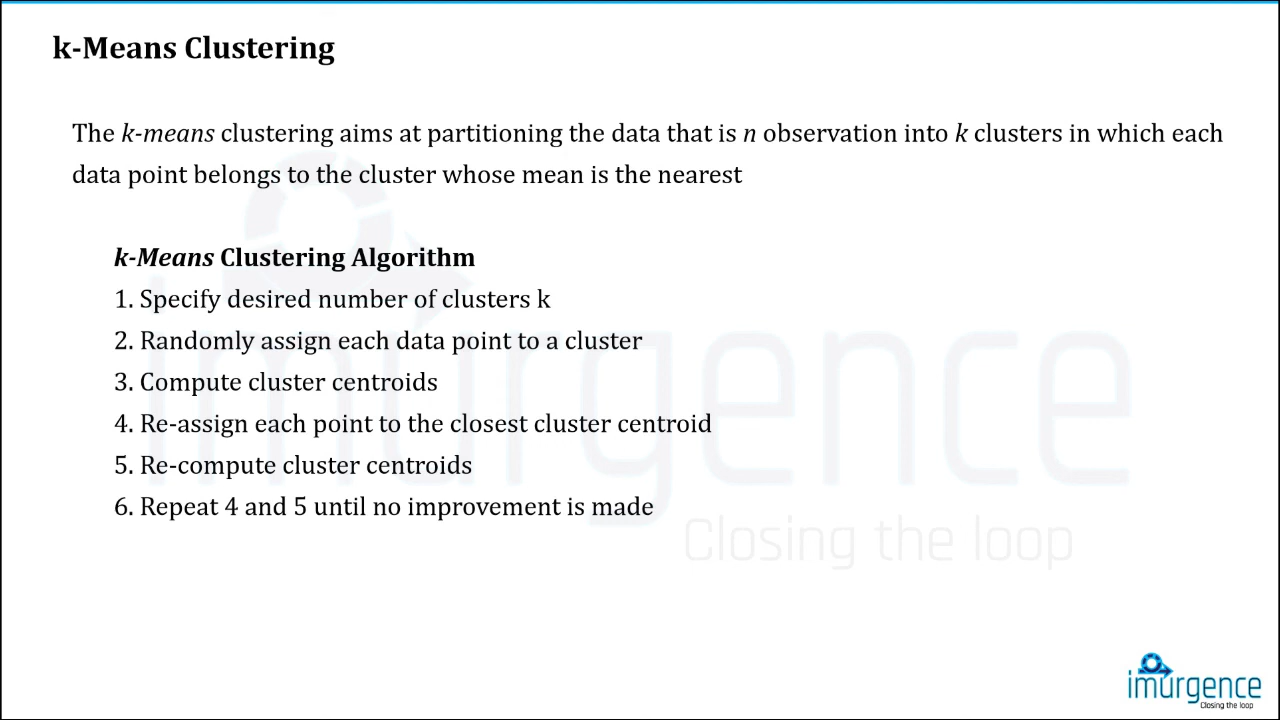 k-Means Clustering
The k-means clustering aims at partitioning the data that is n observation into k clusters in which each
data point belongs to the cluster whose mean is the nearest
k-Means Clustering Algorithm
1. Specify desired number of clusters k
2. Randomly assign each data point to a cluster
3. Compute cluster centroids
4. Re-assign each point to the closest cluster centroid
5. Re-compute cluster centroids
6. Repeat 4 and 5 until no improvement is made
imurgence
Closing the loop
imurgence
Closing the loop